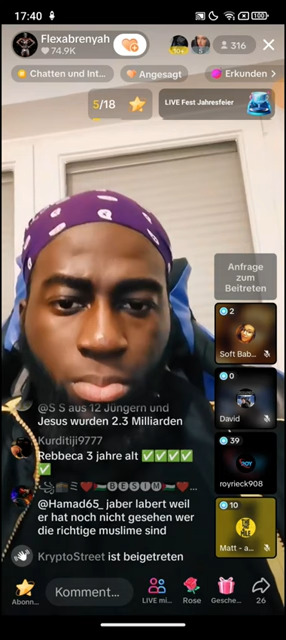 17:40
100
Flexabrenyah
74.9K
316
Chatten und Int...
Angesagt
Erkunden >
5/18
LIVE Fest Jahresfeier
Anfrage
zum
Beitreten
2
Soft Bab...
0
David
39
royrieck908
10
Matt - a...
@S S aus 12 Jüngern und
Jesus wurden 2.3 Milliarden
Kurditiji9777
Rebbeca 3 jahre alt ✅✅✅✅
✅
BESIM
@Hamad65_ jaber labert weil
er hat noch nicht gesehen wer
die richtige muslime sind
KryptoStreet ist beigetreten
Abonn...
Komment...
LIVE mi...
Rose
Gesche...
26